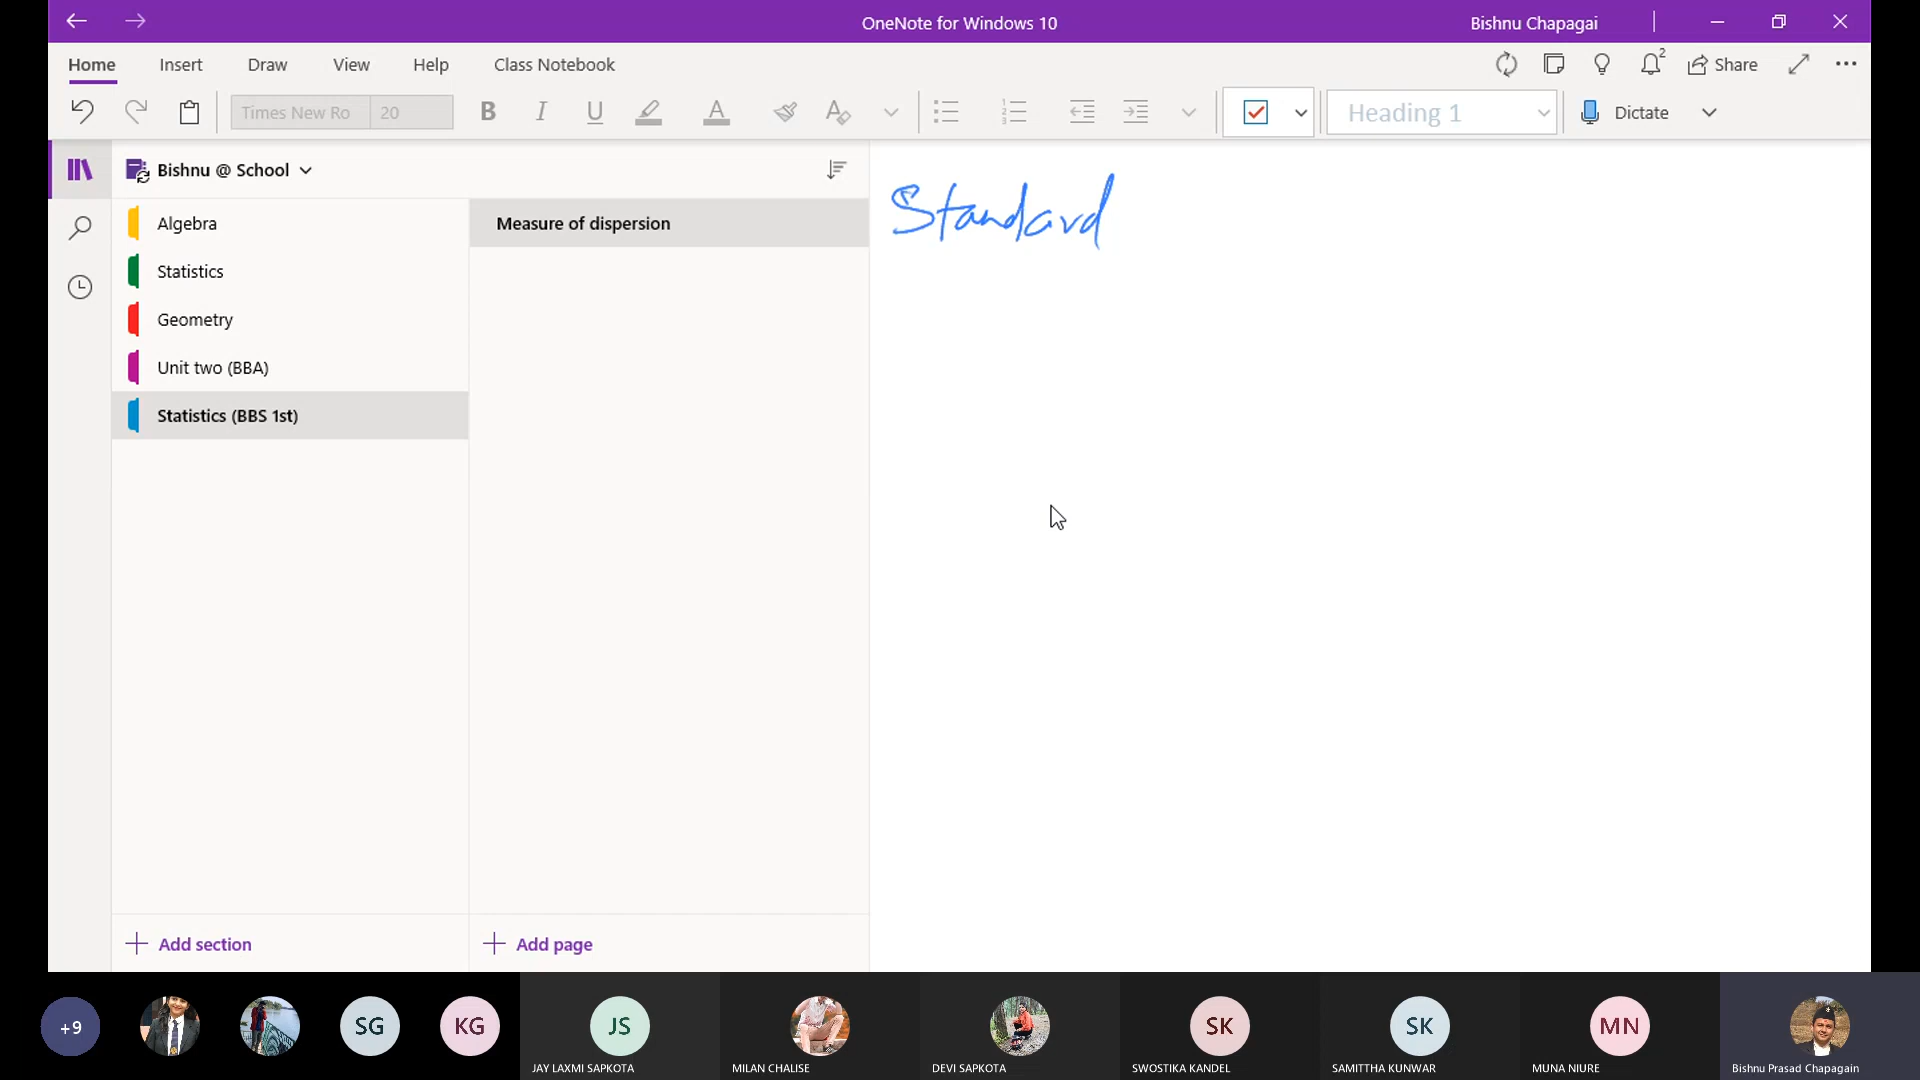 OneNote for Windows 10
Bishnu Chapagai
Home Insert Draw View Help Class Notebook
2
Share
Times New Ro 20
B I U A A
Heading 1
Dictate
Bishnu @ School
Standard
Algebra
Measure of dispersion
Statistics
Geometry
Unit two (BBA)
Statistics (BBS 1st)
Add section
Add page
+9
SG
KG
JS
SK
SK
MN
JAY LAXMI SAPKOTA
MILAN CHALISE
DEVI SAPKOTA
SWOSTIKA KANDEL
SAMITTHA KUNWAR
MUNA NIURE
Bishnu Prasad Chapagain